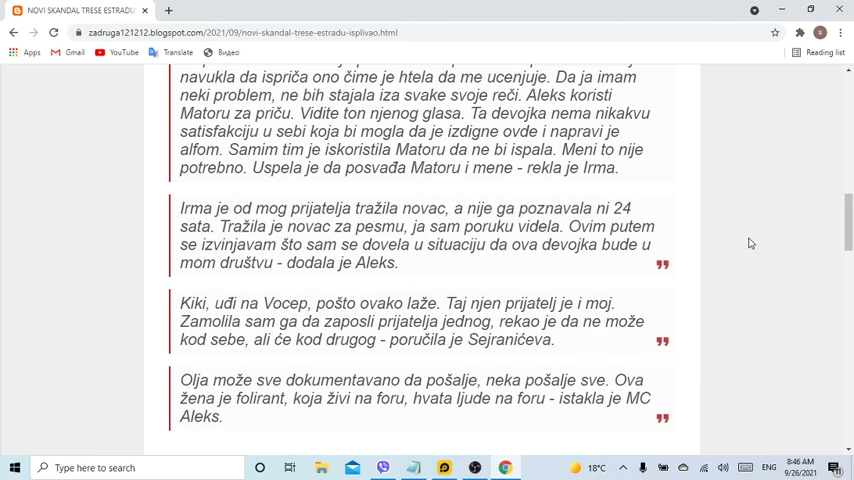 NOVI SKANDAL TRESE ESTRADU
zadruga121212.blogspot.com/2021/09/novi-skandal-trese-estradu-isplivao.html
B
Apps Gmail YouTube Translate Видео Reading list
navukla da ispriča ono čime je htela da me ucenjuje. Da ja imam
neki problem, ne bih stajala iza svake svoje reči. Aleks koristi
Matoru za priču. Vidite ton njenog glasa. Ta devojka nema nikakvu
satisfakciju u sebi koja bi mogla da je izdigne ovde i napravi je
alfom. Samim tim je iskoristila Matoru da ne bi ispala. Meni to nije
potrebno. Uspela je da posvađa Matoru i mene - rekla je Irma.
Irma je od mog prijatelja tražila novac, a nije ga poznavala ni 24
sata. Tražila je novac za pesmu, ja sam poruku videla. Ovim putem
se izvinjavam što sam se dovela u situaciju da ova devojka bude u
mom društvu - dodala je Aleks.
Kiki, uđi na Vocep, pošto ovako laže. Taj njen prijatelj je i moj.
Zamolila sam ga da zaposli prijatelja jednog, rekao je da ne može
kod sebe, ali će kod drugog - poručila je Sejranićeva.
Olja može sve dokumentavano da pošalje, neka pošalje sve. Ova
žena je folirant, koja živi na foru, hvata ljude na foru - istakla je MC
Aleks.
Type here to search
18°C
ENG
8:46 AM
9/26/2021